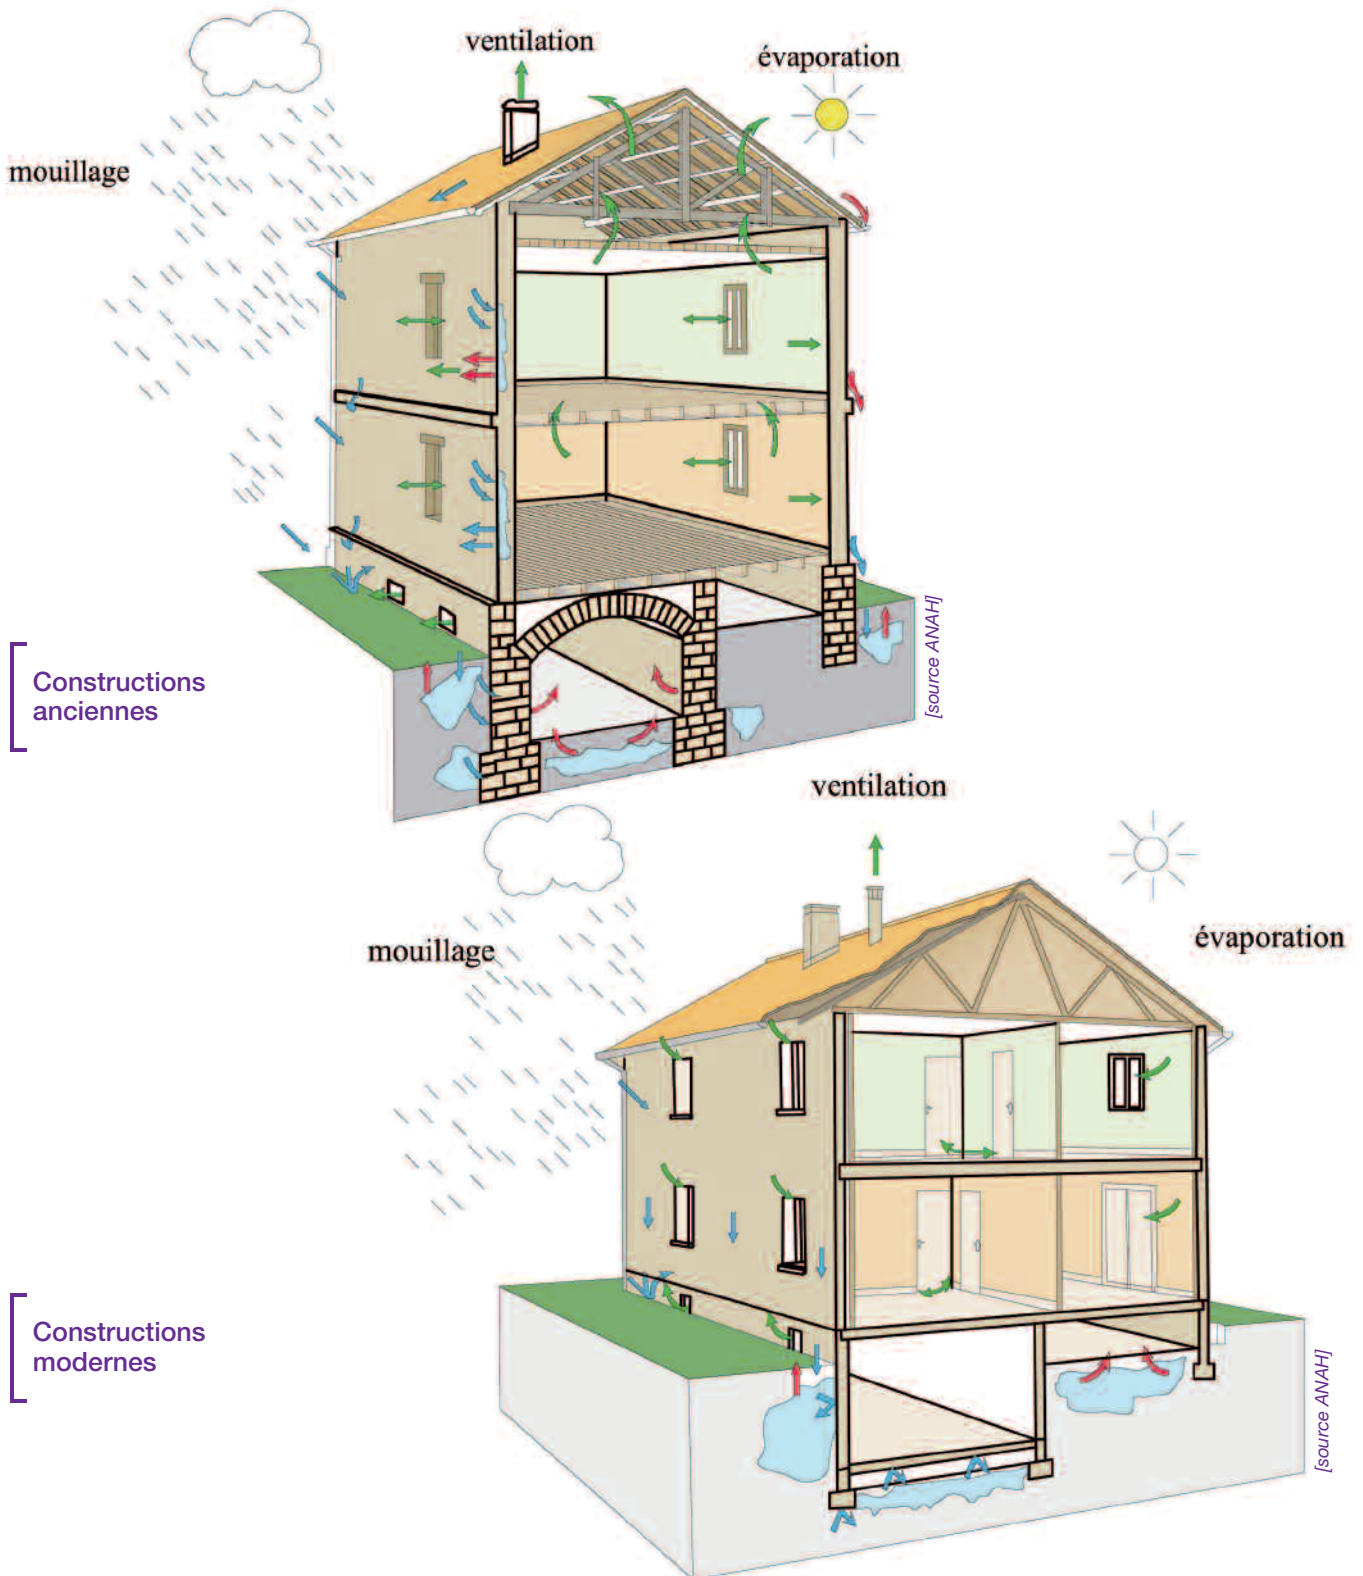 ventilation
évaporation
mouillage
Constructions
anciennes
[source ANAH]
ventilation
mouillage
évaporation
Constructions
modernes
[source ANAH]